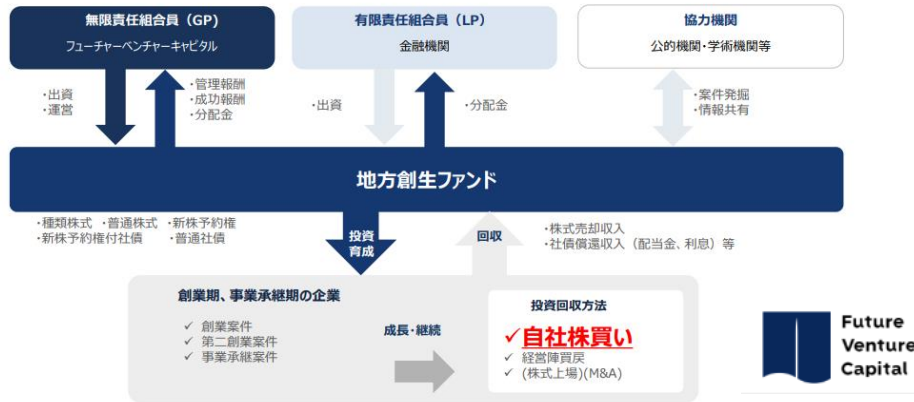 無限責任組合員(GP)
フューチャーベンチャーキャピタル
有限責任組合員(LP)
金融機関
協力機関
公的機関・学術機関等
・出資
・運営
・管理報酬
・成功報酬
・分配金
・出資
・分配金
・案件発掘
・情報共有
地方創生ファンド
・種類株式 ・普通株式 ・新株予約権
・新株予約権付社債 ・普通社債
投資
育成
回収
・株式売却収入
・社債償還収入(配当金、利息)等
創業期、事業承継期の企業
✓ 創業案件
✓ 第二創業案件
✓ 事業承継案件
成長・継続
投資回収方法
✓自社株買い
✓ 経営陣買戻
✓ (株式上場)(M&A)
Future
Venture
Capital